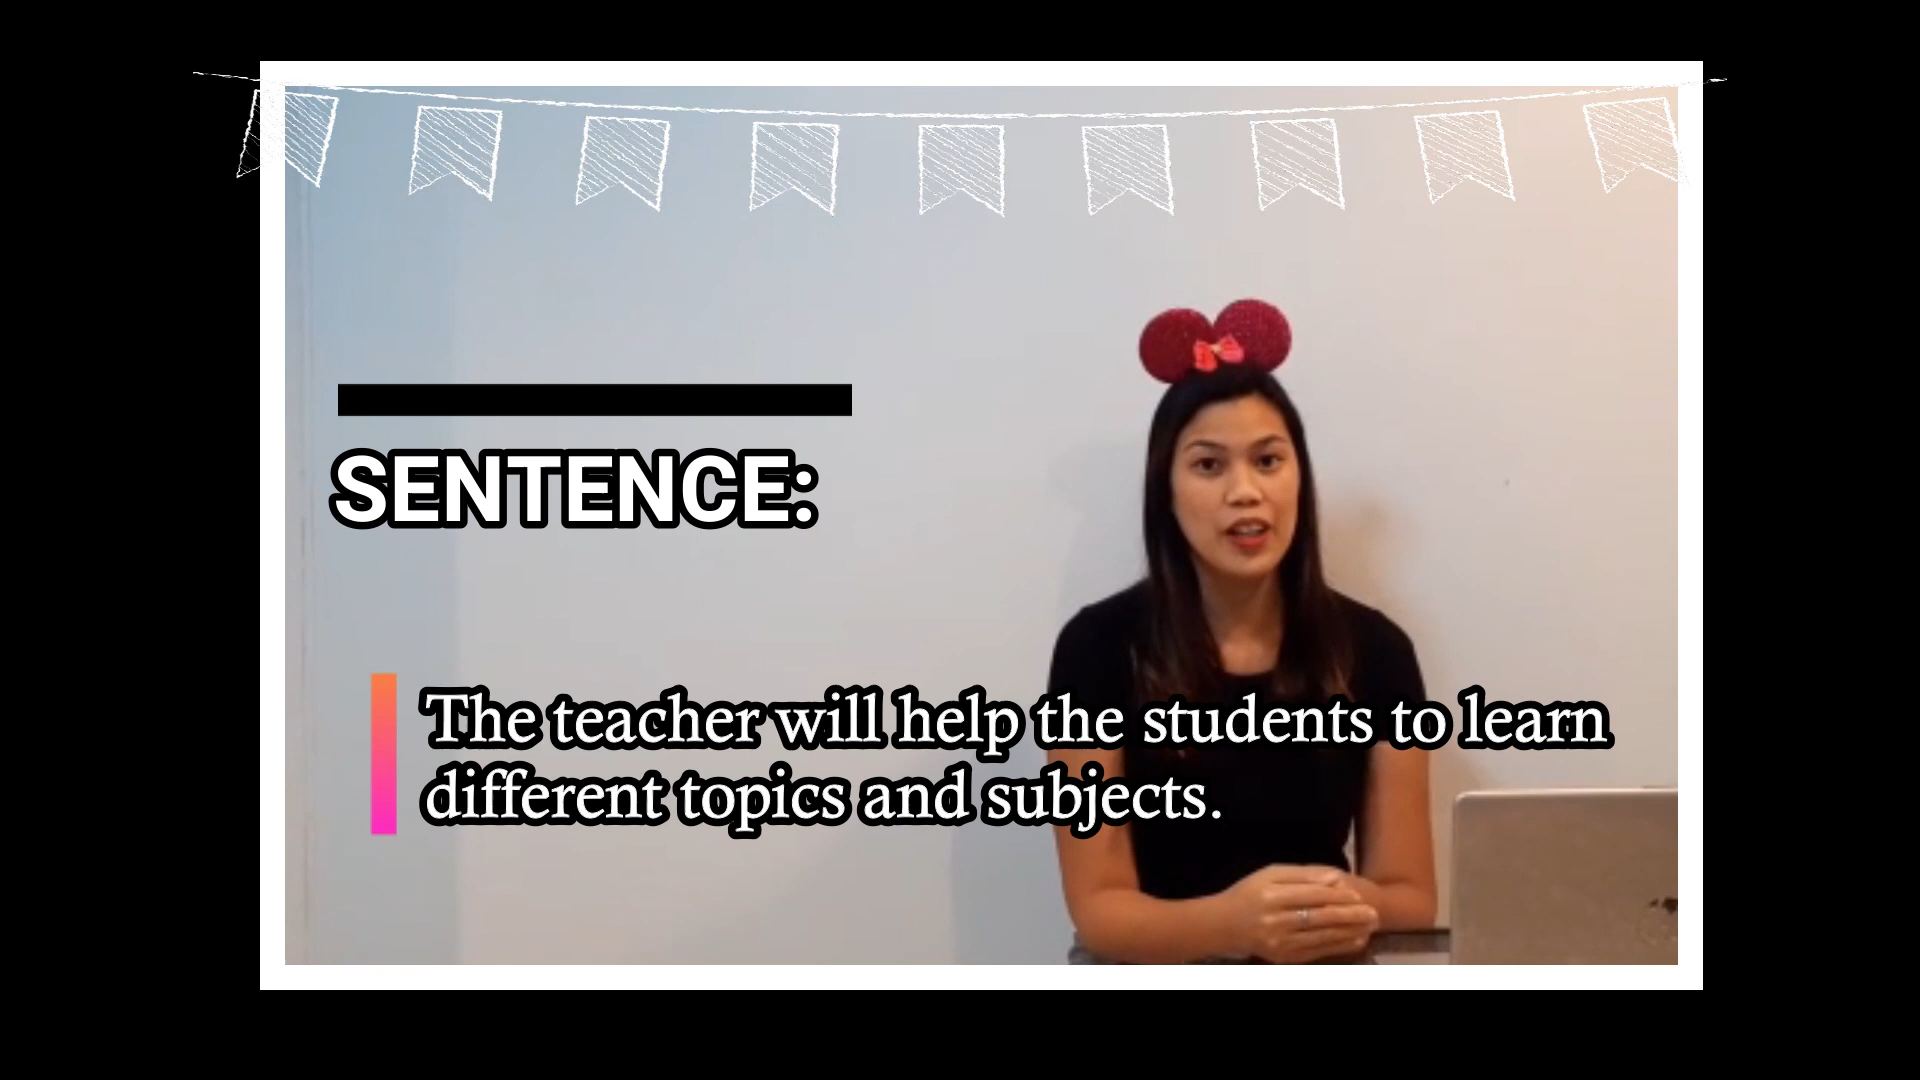 SENTENCE:
The teacher will help the students to learn
different topics and subjects.